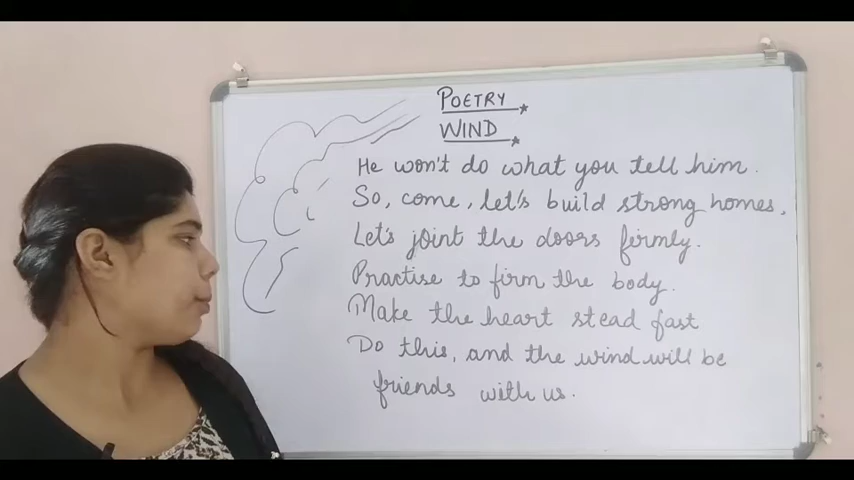 POETRY
WIND
He won't do what you tell him.
So, come, let's build strong homes,
Let's joint the doors firmly.
Practise to firm the body.
Make the heart stead fast
Do this, and the wind will be
friends with us.